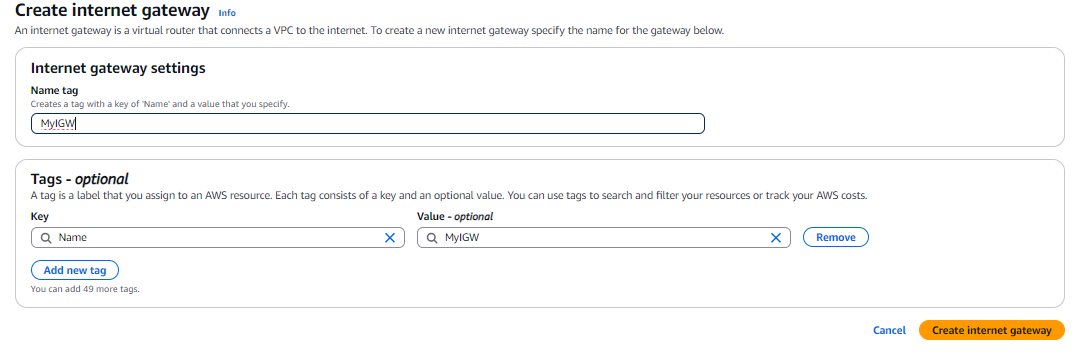 Create internet gateway Info
An internet gateway is a virtual router that connects a VPC to the internet. To create a new internet gateway specify the name for the gateway below.
Internet gateway settings
Name tag
Creates a tag with a key of 'Name' and a value that you specify.
MyIGW
Tags - optional
A tag is a label that you assign to an AWS resource. Each tag consists of a key and an optional value. You can use tags to search and filter your resources or track your AWS costs.
Key Value - optional
Name MyIGW Remove
Add new tag
You can add 49 more tags.
Cancel Create internet gateway